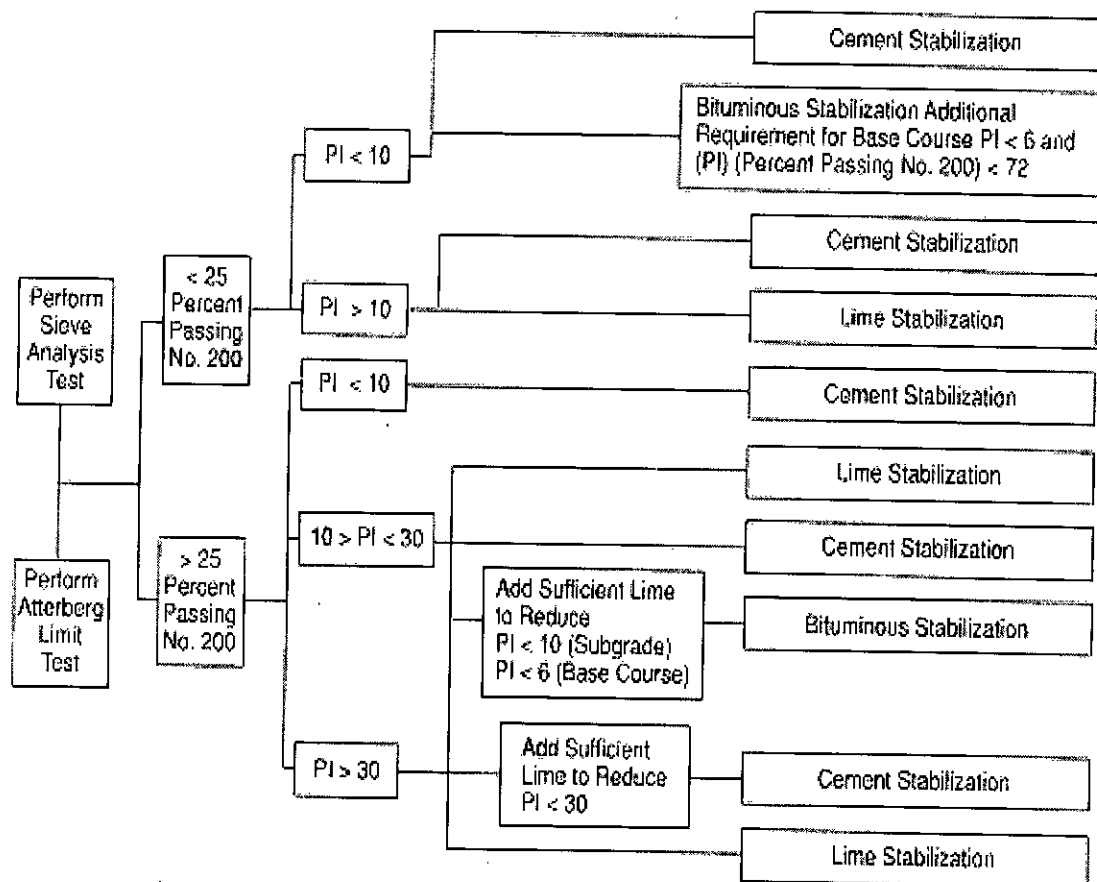 Perform
Sieve
Analysis
Test
Perform
Atterberg
Limit
Test
< 25
Percent
Passing
No. 200
> 25
Percent
Passing
No. 200
PI < 10
PI > 10
PI < 10
10 > PI < 30
PI > 30
Add Sufficient Lime
to Reduce
PI < 10 (Subgrade)
PI < 6 (Base Course)
Add Sufficient
Lime to Reduce
PI < 30
Cement Stabilization
Bituminous Stabilization Additional
Requirement for Base Course PI < 6 and
(PI) (Percent Passing No. 200) < 72
Cement Stabilization
Lime Stabilization
Cement Stabilization
Lime Stabilization
Cement Stabilization
Bituminous Stabilization
Cement Stabilization
Lime Stabilization